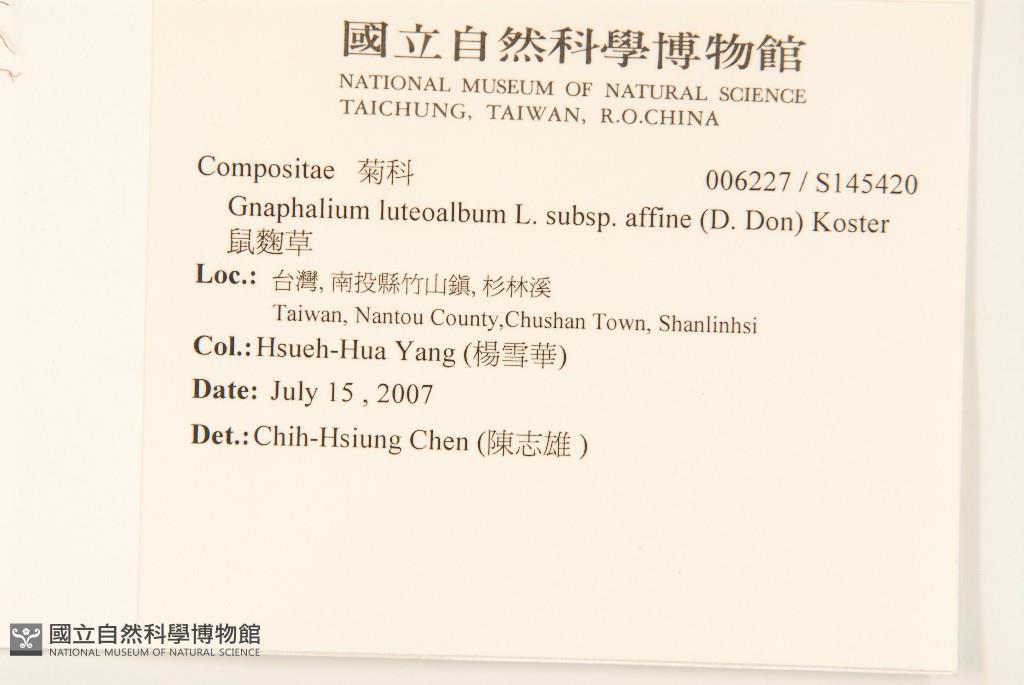 國立自然科學博物館
NATIONAL MUSEUM OF NATURAL SCIENCE
TAICHUNG, TAIWAN, R.O.CHINA
Compositae 菊科 006227 / S145420
Gnaphalium luteoalbum L. subsp. affine (D. Don) Koster
鼠麴草
Loc.: 台灣, 南投縣竹山鎮, 杉林溪
Taiwan, Nantou County,Chushan Town, Shanlinhsi
Col.: Hsueh-Hua Yang (楊雪華)
Date: July 15 , 2007
Det.: Chih-Hsiung Chen (陳志雄 )
國立自然科學博物館
NATIONAL MUSEUM OF NATURAL SCIENCE